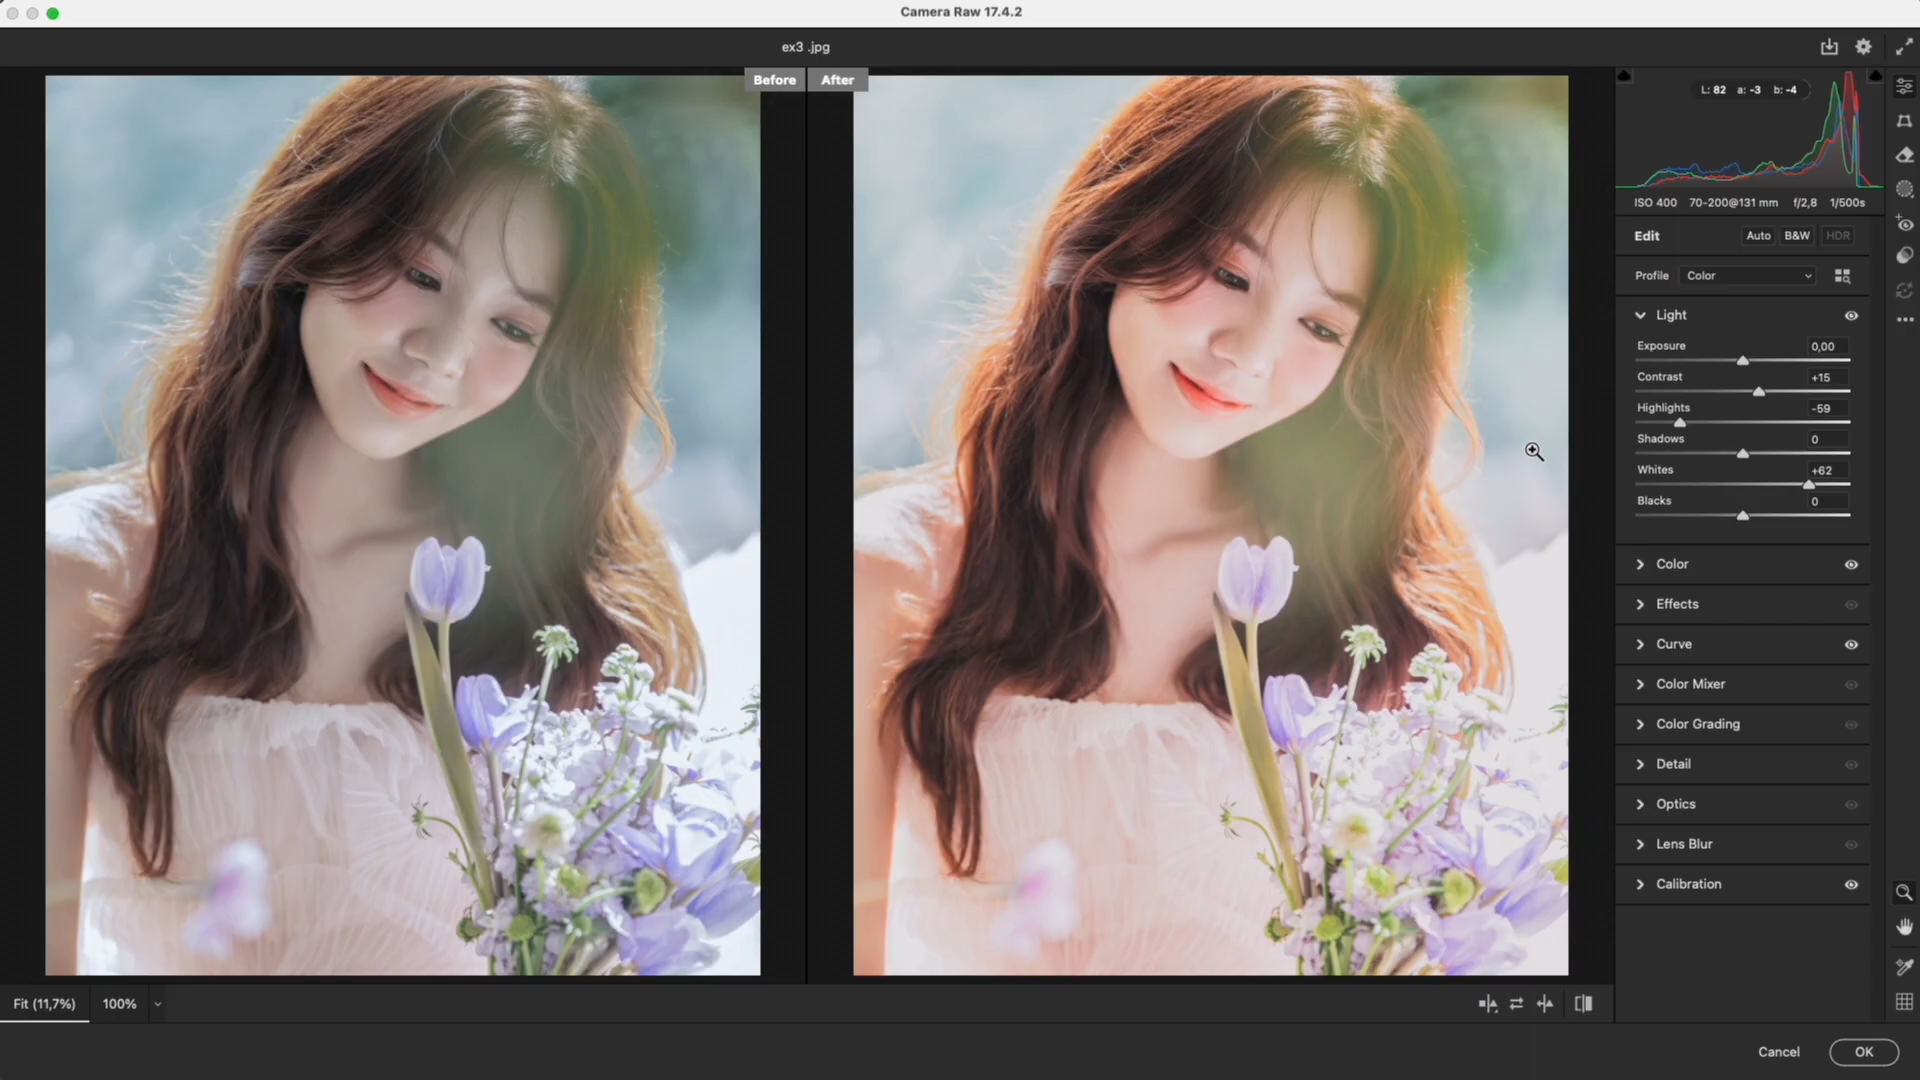 Camera Raw 17.4.2
ex3 .jpg
Before After
L: 82 a: -3 b: -4
ISO 400 70-200@131 mm f/2,8 1/500s
Edit Auto B&W HDR
Profile Color
Light
Exposure 0,00
Contrast +15
Highlights -59
Shadows 0
Whites +62
Blacks 0
Color
Effects
Curve
Color Mixer
Color Grading
Detail
Optics
Lens Blur
Calibration
Fit (11,7%) 100%
Cancel OK